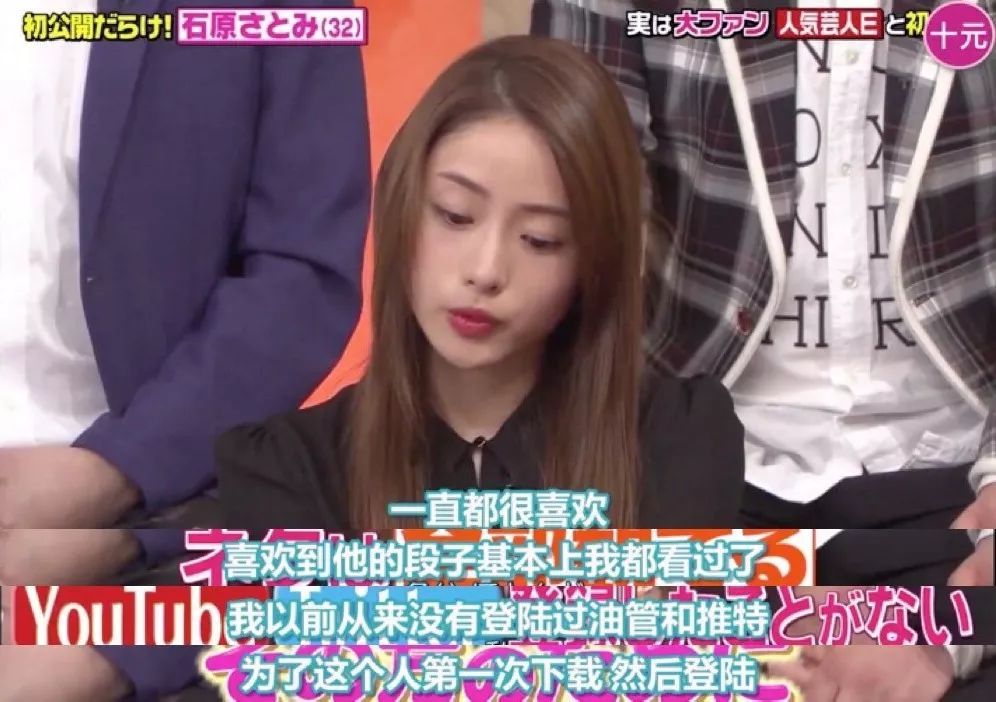 初公開だらけ!石原さとみ(32)
実は大ファン 人気芸人Eと初
十元
N
O X
N I
HI R
一直都很喜欢
喜欢到他的段子基本上我都看过了
YouTub
我以前从来没有登陆过油管和推特
とがない
为了这个人第一次下载 然后登陆